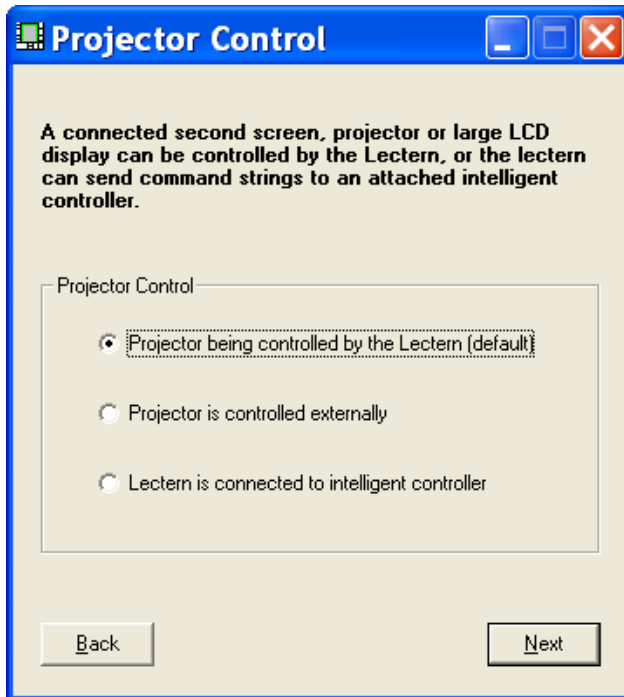 Projector Control
A connected second screen, projector or large LCD
display can be controlled by the Lectern, or the lectern
can send command strings to an attached intelligent
controller.
Projector Control
Projector being controlled by the Lectern (default)
Projector is controlled externally
Lectern is connected to intelligent controller
Back
Next